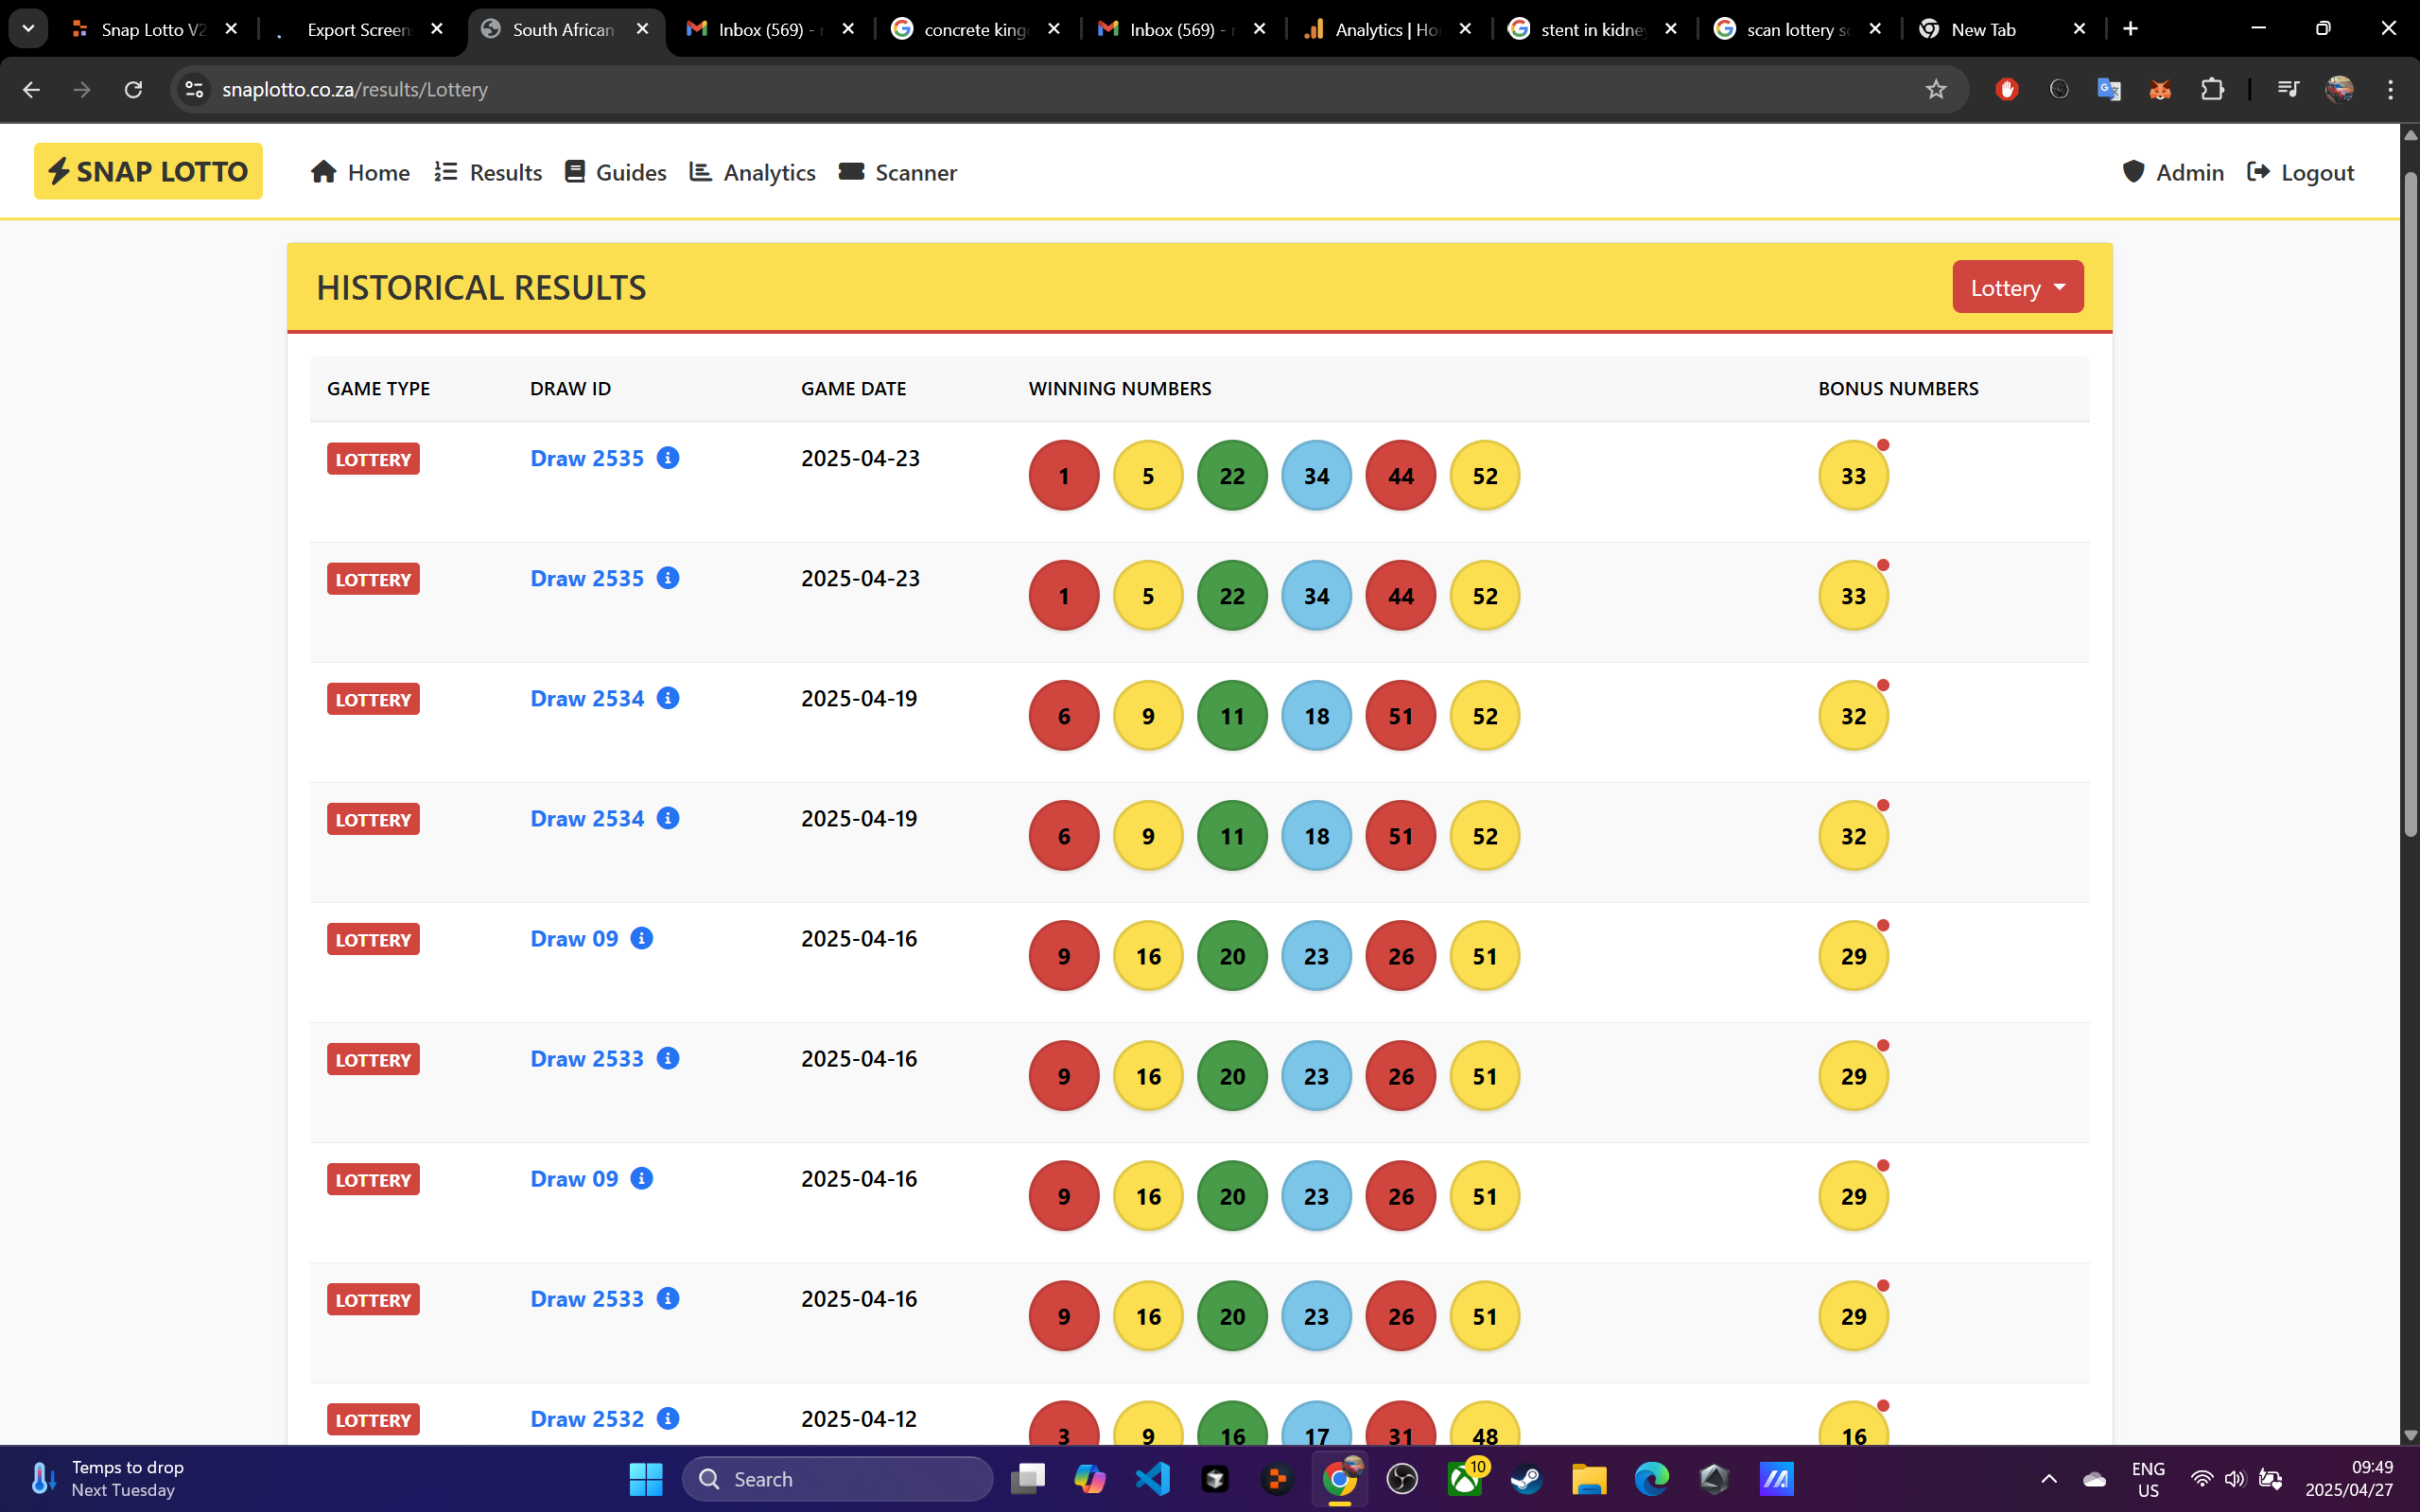 Snap Lotto V2
Export Screen
South African
Inbox (569) -
concrete king
Inbox (569) -
Analytics | Ho
stent in kidne
scan lottery s
New Tab
snaplotto.co.za/results/Lottery
SNAP LOTTO
Home
Results
Guides
Analytics
Scanner
Admin
Logout
HISTORICAL RESULTS
Lottery
GAME TYPE DRAW ID GAME DATE WINNING NUMBERS BONUS NUMBERS
LOTTERY Draw 2535 2025-04-23 1 5 22 34 44 52 33
LOTTERY Draw 2535 2025-04-23 1 5 22 34 44 52 33
LOTTERY Draw 2534 2025-04-19 6 9 11 18 51 52 32
LOTTERY Draw 2534 2025-04-19 6 9 11 18 51 52 32
LOTTERY Draw 09 2025-04-16 9 16 20 23 26 51 29
LOTTERY Draw 2533 2025-04-16 9 16 20 23 26 51 29
LOTTERY Draw 09 2025-04-16 9 16 20 23 26 51 29
LOTTERY Draw 2533 2025-04-16 9 16 20 23 26 51 29
LOTTERY Draw 2532 2025-04-12 3 9 16 17 31 48 16
Temps to drop
Next Tuesday
Search
10
ENG
US
09:49
2025/04/27